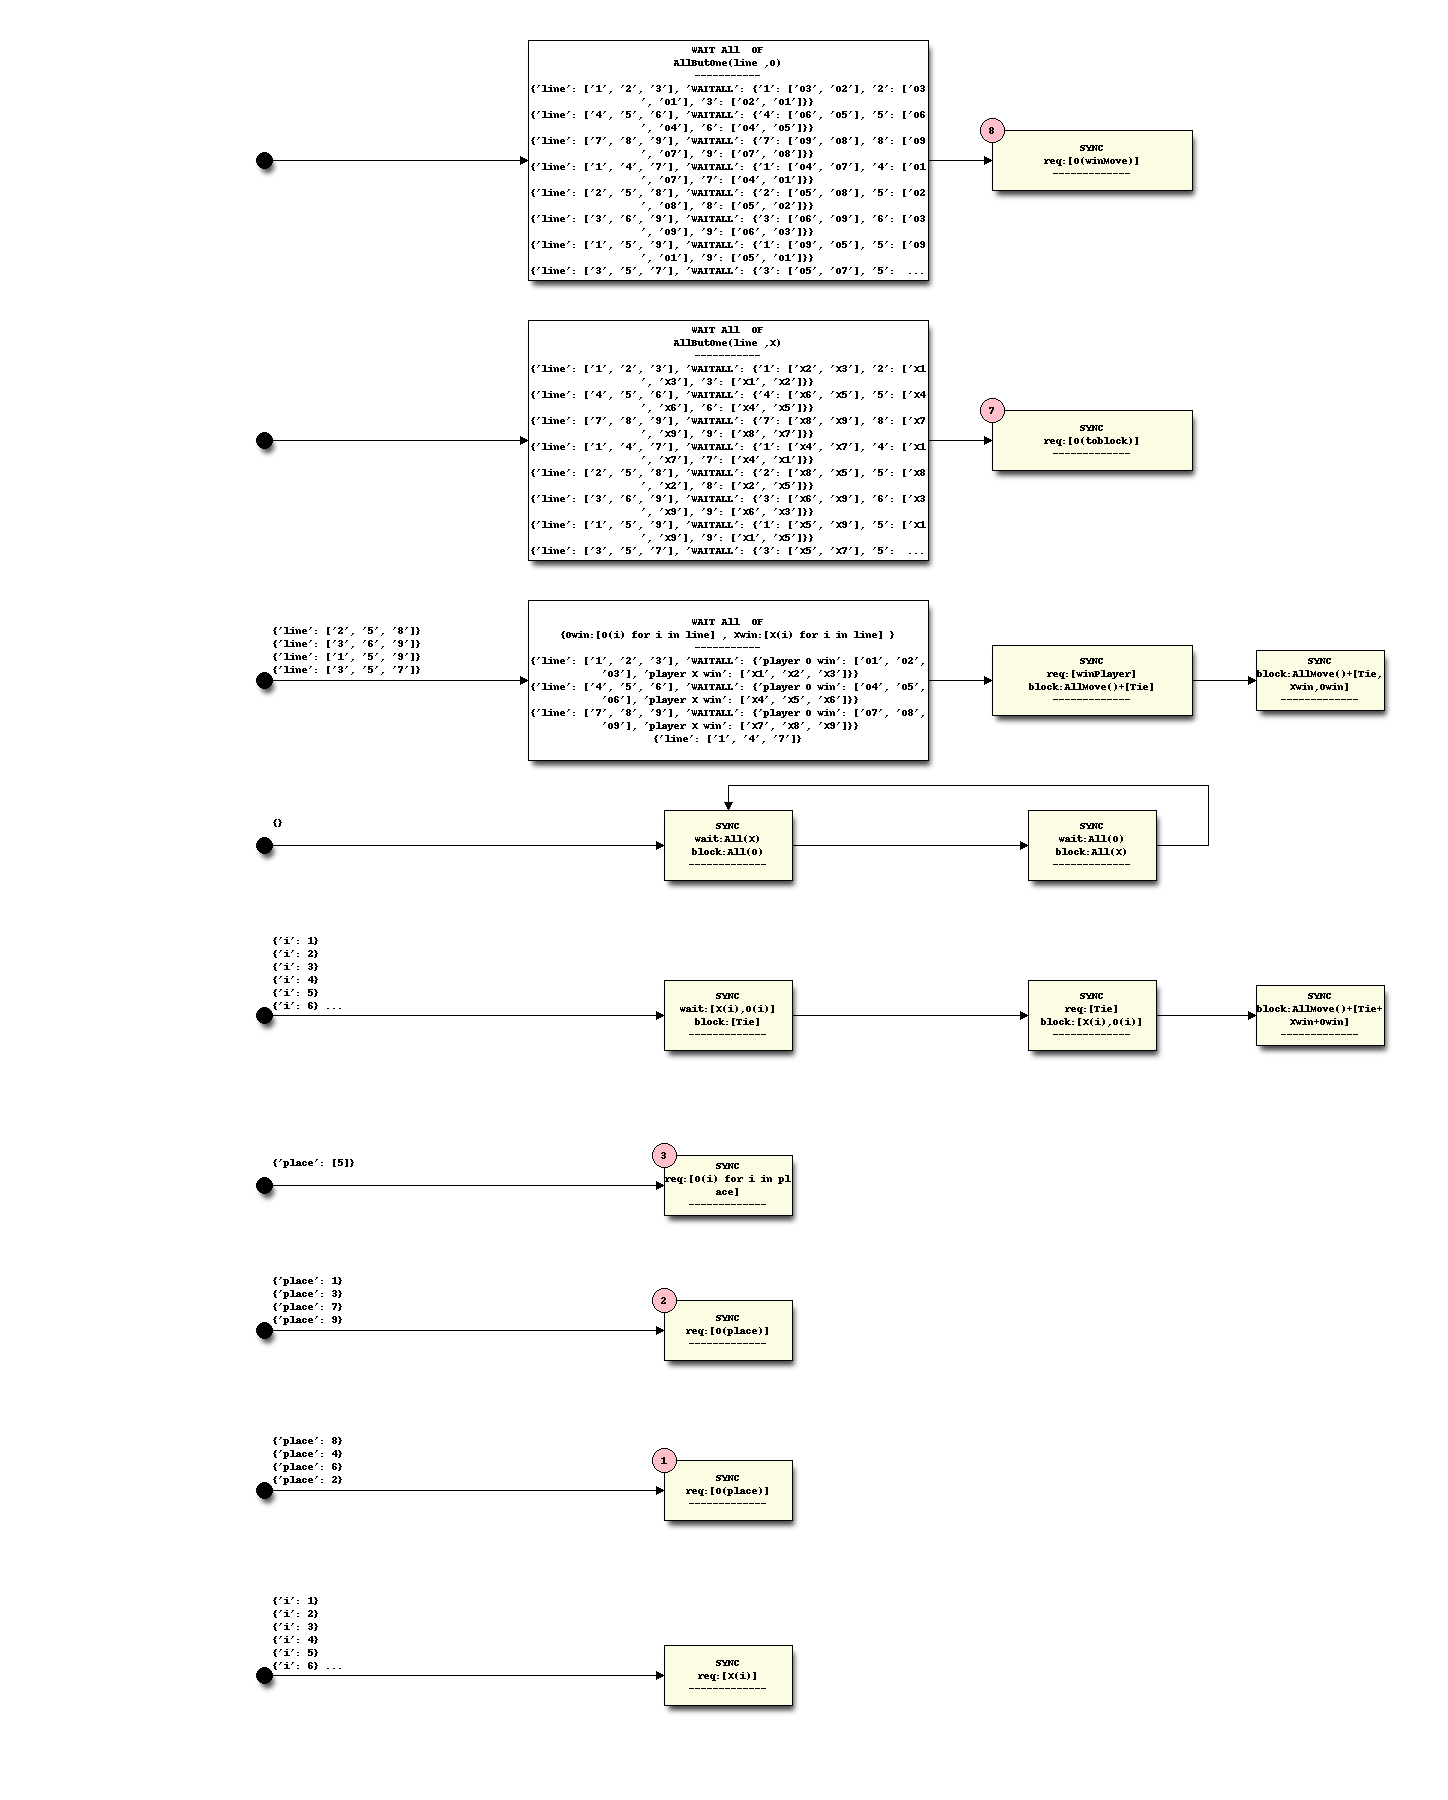 WAIT All  OF
AllButOne(line ,O)
-----------
{'line': ['1', '2', '3'], 'WAITALL': {'1': ['O3', 'O2'], '2': ['O3
', 'O1'], '3': ['O2', 'O1']}}
{'line': ['4', '5', '6'], 'WAITALL': {'4': ['O6', 'O5'], '5': ['O6
', 'O4'], '6': ['O4', 'O5']}}
{'line': ['7', '8', '9'], 'WAITALL': {'7': ['O9', 'O8'], '8': ['O9
', 'O7'], '9': ['O7', 'O8']}}
{'line': ['1', '4', '7'], 'WAITALL': {'1': ['O4', 'O7'], '4': ['O1
', 'O7'], '7': ['O4', 'O1']}}
{'line': ['2', '5', '8'], 'WAITALL': {'2': ['O5', 'O8'], '5': ['O2
', 'O8'], '8': ['O5', 'O2']}}
{'line': ['3', '6', '9'], 'WAITALL': {'3': ['O6', 'O9'], '6': ['O3
', 'O9'], '9': ['O6', 'O3']}}
{'line': ['1', '5', '9'], 'WAITALL': {'1': ['O9', 'O5'], '5': ['O9
', 'O1'], '9': ['O5', 'O1']}}
{'line': ['3', '5', '7'], 'WAITALL': {'3': ['O5', 'O7'], '5':  ...
8
SYNC
req:[O(winMove)]
-------------
WAIT All  OF
AllButOne(line ,X)
-----------
{'line': ['1', '2', '3'], 'WAITALL': {'1': ['X2', 'X3'], '2': ['X1
', 'X3'], '3': ['X1', 'X2']}}
{'line': ['4', '5', '6'], 'WAITALL': {'4': ['X6', 'X5'], '5': ['X4
', 'X6'], '6': ['X4', 'X5']}}
{'line': ['7', '8', '9'], 'WAITALL': {'7': ['X8', 'X9'], '8': ['X7
', 'X9'], '9': ['X8', 'X7']}}
{'line': ['1', '4', '7'], 'WAITALL': {'1': ['X4', 'X7'], '4': ['X1
', 'X7'], '7': ['X4', 'X1']}}
{'line': ['2', '5', '8'], 'WAITALL': {'2': ['X8', 'X5'], '5': ['X8
', 'X2'], '8': ['X2', 'X5']}}
{'line': ['3', '6', '9'], 'WAITALL': {'3': ['X6', 'X9'], '6': ['X3
', 'X9'], '9': ['X6', 'X3']}}
{'line': ['1', '5', '9'], 'WAITALL': {'1': ['X5', 'X9'], '5': ['X1
', 'X9'], '9': ['X1', 'X5']}}
{'line': ['3', '5', '7'], 'WAITALL': {'3': ['X5', 'X7'], '5':  ...
7
SYNC
req:[O(toblock)]
-------------
{'line': ['2', '5', '8']}
{'line': ['3', '6', '9']}
{'line': ['1', '5', '9']}
{'line': ['3', '5', '7']}
WAIT All  OF
{Owin:[O(i) for i in line] , Xwin:[X(i) for i in line] }
-----------
{'line': ['1', '2', '3'], 'WAITALL': {'player O win': ['O1', 'O2',
'O3'], 'player X win': ['X1', 'X2', 'X3']}}
{'line': ['4', '5', '6'], 'WAITALL': {'player O win': ['O4', 'O5',
'O6'], 'player X win': ['X4', 'X5', 'X6']}}
{'line': ['7', '8', '9'], 'WAITALL': {'player O win': ['O7', 'O8',
'O9'], 'player X win': ['X7', 'X8', 'X9']}}
{'line': ['1', '4', '7']}
SYNC
req:[winPlayer]
block:AllMove()+[Tie]
-------------
SYNC
block:AllMove()+[Tie,
Xwin,Owin]
-------------
{}
SYNC
wait:All(X)
block:All(O)
-------------
SYNC
wait:All(O)
block:All(X)
-------------
{'i': 1}
{'i': 2}
{'i': 3}
{'i': 4}
{'i': 5}
{'i': 6} ...
SYNC
wait:[X(i),O(i)]
block:[Tie]
-------------
SYNC
req:[Tie]
block:[X(i),O(i)]
-------------
SYNC
block:AllMove()+[Tie+
Xwin+Owin]
-------------
{'place': [5]}
3
SYNC
req:[O(i) for i in pl
ace]
-------------
{'place': 1}
{'place': 3}
{'place': 7}
{'place': 9}
2
SYNC
req:[O(place)]
-------------
{'place': 8}
{'place': 4}
{'place': 6}
{'place': 2}
1
SYNC
req:[O(place)]
-------------
{'i': 1}
{'i': 2}
{'i': 3}
{'i': 4}
{'i': 5}
{'i': 6} ...
SYNC
req:[X(i)]
-------------